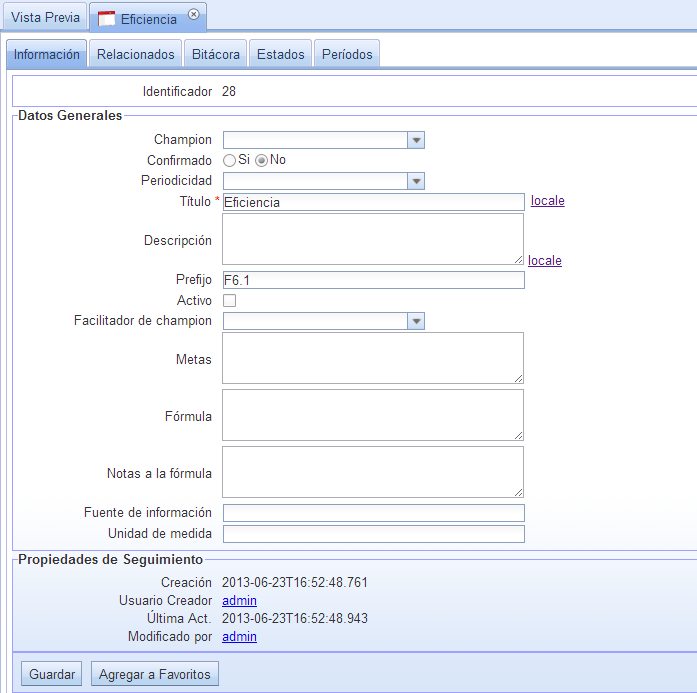 Vista Previa Eficiencia
Información Relacionados Bitácora Estados Períodos
Identificador 28
Datos Generales
Champion
Confirmado Si No
Periodicidad
Título * Eficiencia locale
Descripción locale
Prefijo F6.1
Activo
Facilitador de champion
Metas
Fórmula
Notas a la fórmula
Fuente de información
Unidad de medida
Propiedades de Seguimiento
Creación 2013-06-23T16:52:48.761
Usuario Creador admin
Última Act. 2013-06-23T16:52:48.943
Modificado por admin
Guardar Agregar a Favoritos